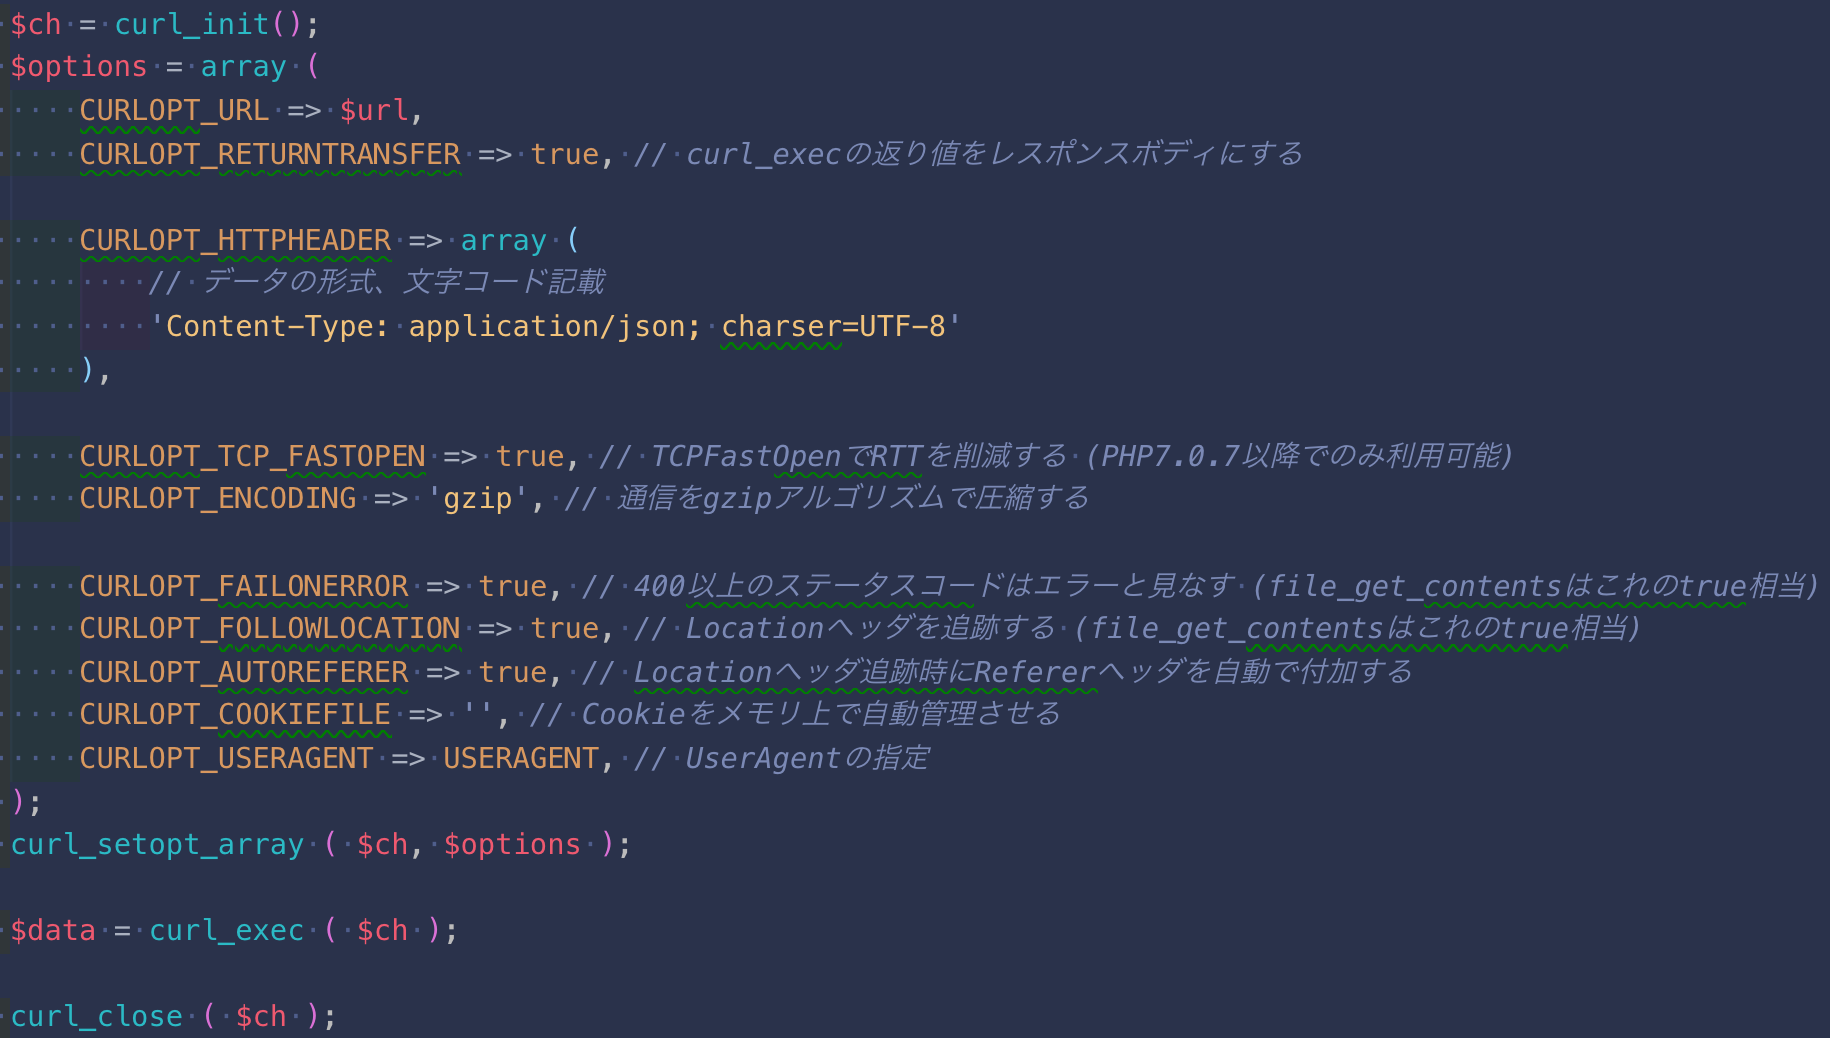 $ch = curl_init();
$options = array (
CURLOPT_URL => $url,
CURLOPT_RETURNTRANSFER => true, // curl_execの返り値をレスポンスボディにする
CURLOPT_HTTPHEADER => array (
// データの形式、文字コード記載
'Content-Type: application/json; charser=UTF-8'
),
CURLOPT_TCP_FASTOPEN => true, // TCPFastOpenでRTTを削減する (PHP7.0.7以降でのみ利用可能)
CURLOPT_ENCODING => 'gzip', // 通信をgzipアルゴリズムで圧縮する
CURLOPT_FAILONERROR => true, // 400以上のステータスコードはエラーと見なす (file_get_contentsはこれのtrue相当)
CURLOPT_FOLLOWLOCATION => true, // Locationヘッダを追跡する (file_get_contentsはこれのtrue相当)
CURLOPT_AUTOREFERER => true, // Locationヘッダ追跡時にRefererヘッダを自動で付加する
CURLOPT_COOKIEFILE => '', // Cookieをメモリ上で自動管理させる
CURLOPT_USERAGENT => USERAGENT, // UserAgentの指定
);
curl_setopt_array ( $ch, $options );
$data = curl_exec ( $ch );
curl_close ( $ch );